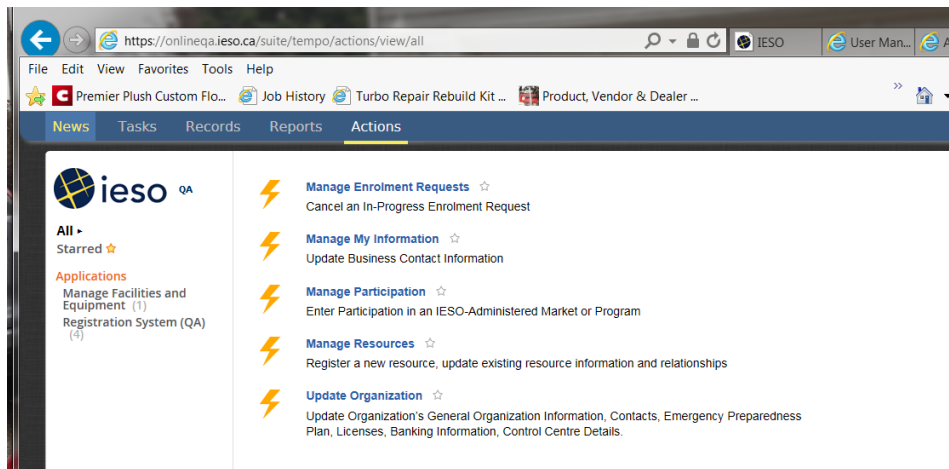 https://onlineqa.ieso.ca/suite/tempo/actions/view/all
IESO
User Man...
File Edit View Favorites Tools Help
Premier Plush Custom Flo...
Job History
Turbo Repair Rebuild Kit ...
Product, Vendor & Dealer ...
News Tasks Records Reports Actions
ieso QA
All
Starred
Applications
Manage Facilities and
Equipment (1)
Registration System (QA)
(4)
Manage Enrolment Requests
Cancel an In-Progress Enrolment Request
Manage My Information
Update Business Contact Information
Manage Participation
Enter Participation in an IESO-Administered Market or Program
Manage Resources
Register a new resource, update existing resource information and relationships
Update Organization
Update Organization's General Organization Information, Contacts, Emergency Preparedness
Plan, Licenses, Banking Information, Control Centre Details.